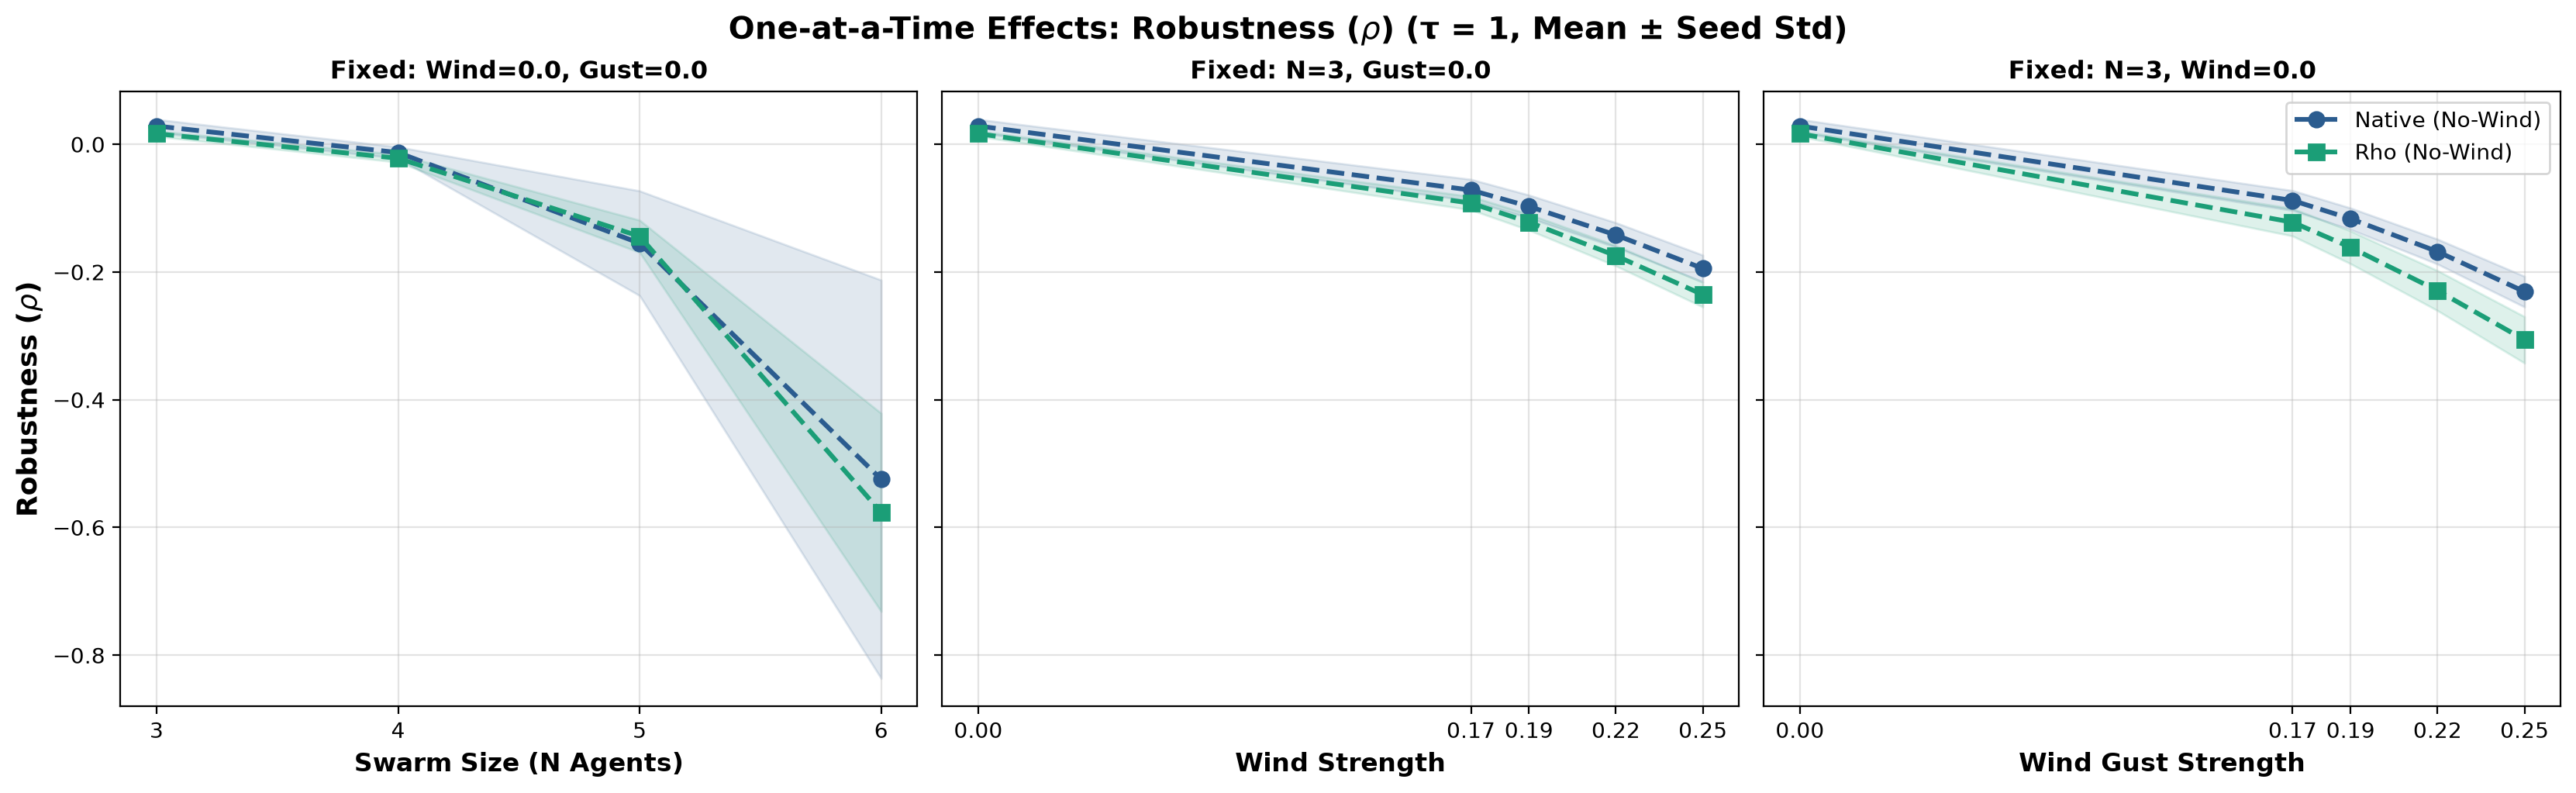 One-at-a-Time Effects: Robustness (ρ) (τ = 1, Mean ± Seed Std)
Fixed: Wind=0.0, Gust=0.0
Fixed: N=3, Gust=0.0
Fixed: N=3, Wind=0.0
Native (No-Wind)
Rho (No-Wind)
Robustness (ρ)
0.0
−0.2
−0.4
−0.6
−0.8
3 4 5 6
0.00 0.17 0.19 0.22 0.25
0.00 0.17 0.19 0.22 0.25
Swarm Size (N Agents)
Wind Strength
Wind Gust Strength